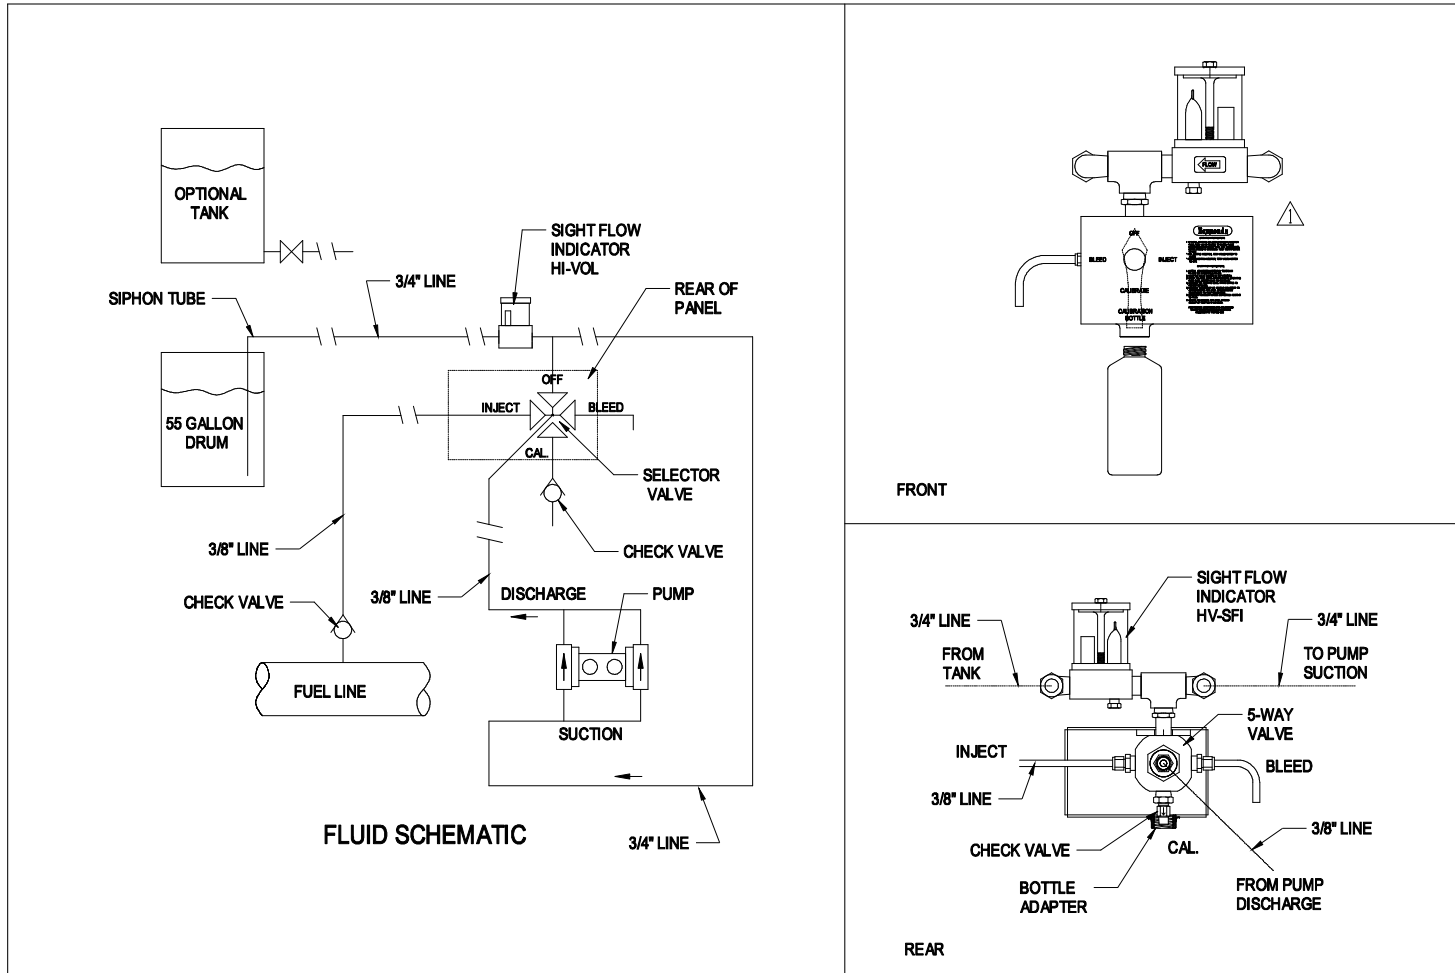 OPTIONAL
TANK
SIGHT FLOW
INDICATOR
HI-VOL
3/4" LINE
REAR OF
PANEL
SIPHON TUBE
OFF
INJECT
BLEED
55 GALLON
DRUM
CAL.
SELECTOR
VALVE
3/8" LINE
CHECK VALVE
3/8" LINE
DISCHARGE
PUMP
CHECK VALVE
FUEL LINE
SUCTION
FLUID SCHEMATIC
3/4" LINE
FLOW
1
OFF
BLEED
INJECT
CALIBRATE
CALIBRATION
BOTTLE
FRONT
SIGHT FLOW
INDICATOR
HV-SFI
3/4" LINE
3/4" LINE
FROM
TANK
TO PUMP
SUCTION
5-WAY
VALVE
INJECT
BLEED
3/8" LINE
3/8" LINE
CHECK VALVE
CAL.
BOTTLE
ADAPTER
FROM PUMP
DISCHARGE
REAR